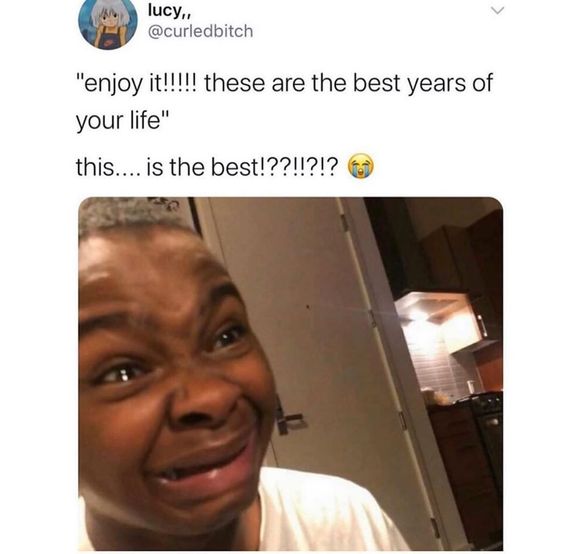 lucy,,
@curledbitch
"enjoy it!!!!! these are the best years of
your life"
this.... is the best!??!!?!? 😭